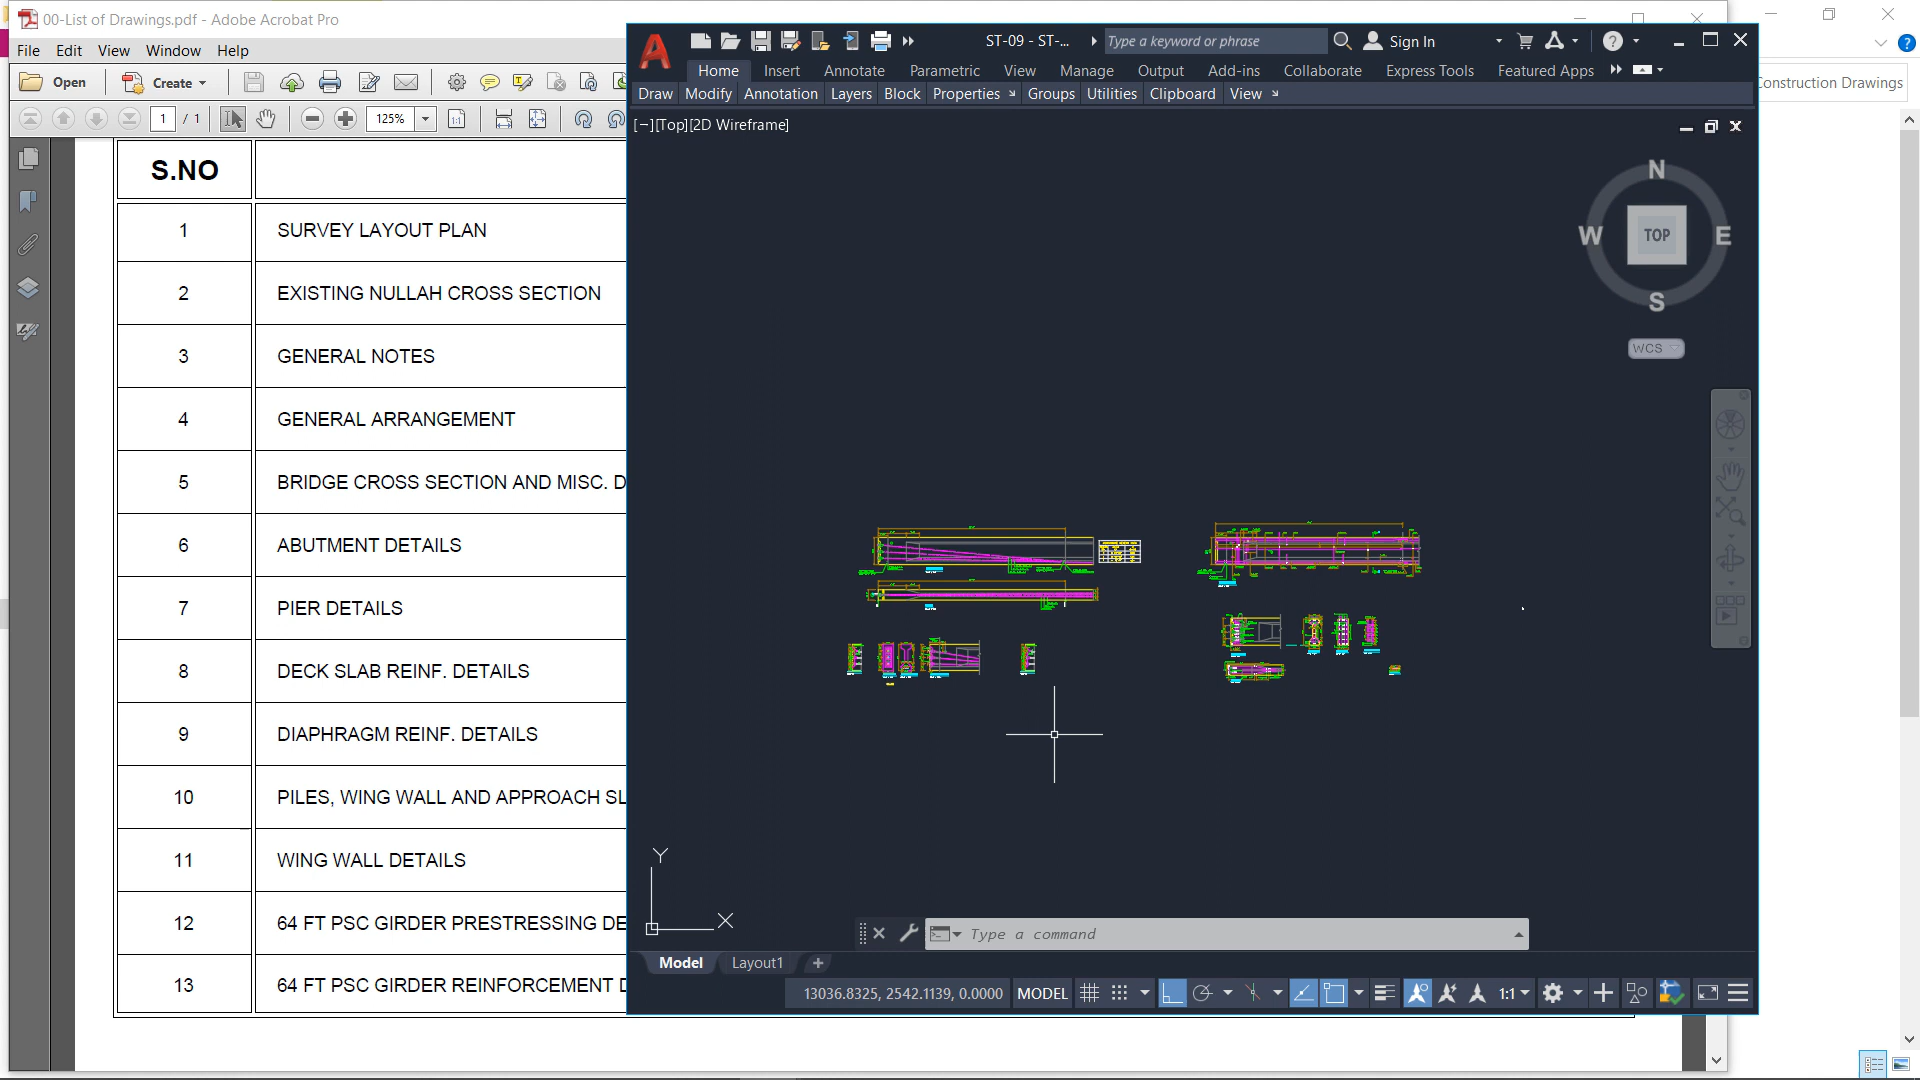 00-List of Drawings.pdf - Adobe Acrobat Pro
File Edit View Window Help
Open Create
1 / 1 125%
S.NO
1 SURVEY LAYOUT PLAN
2 EXISTING NULLAH CROSS SECTION
3 GENERAL NOTES
4 GENERAL ARRANGEMENT
5 BRIDGE CROSS SECTION AND MISC. D
6 ABUTMENT DETAILS
7 PIER DETAILS
8 DECK SLAB REINF. DETAILS
9 DIAPHRAGM REINF. DETAILS
10 PILES, WING WALL AND APPROACH SL
11 WING WALL DETAILS
12 64 FT PSC GIRDER PRESTRESSING DE
13 64 FT PSC GIRDER REINFORCEMENT D
ST-09 - ST-... Type a keyword or phrase Sign In
Home Insert Annotate Parametric View Manage Output Add-ins Collaborate Express Tools Featured Apps
Draw Modify Annotation Layers Block Properties Groups Utilities Clipboard View
[−][Top][2D Wireframe]
N
W TOP E
S
WCS
Y
X
Type a command
Model Layout1 +
13036.8325, 2542.1139, 0.0000 MODEL 1:1
Construction Drawings